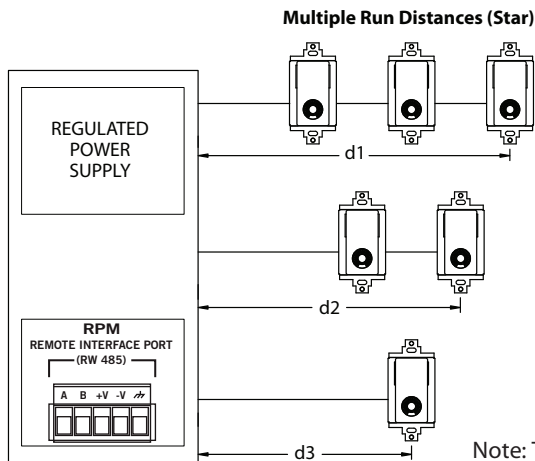 Multiple Run Distances (Star)
REGULATED
POWER
SUPPLY
d1
d2
RPM
REMOTE INTERFACE PORT
(RW 485)
A B +V -V
d3
Note: